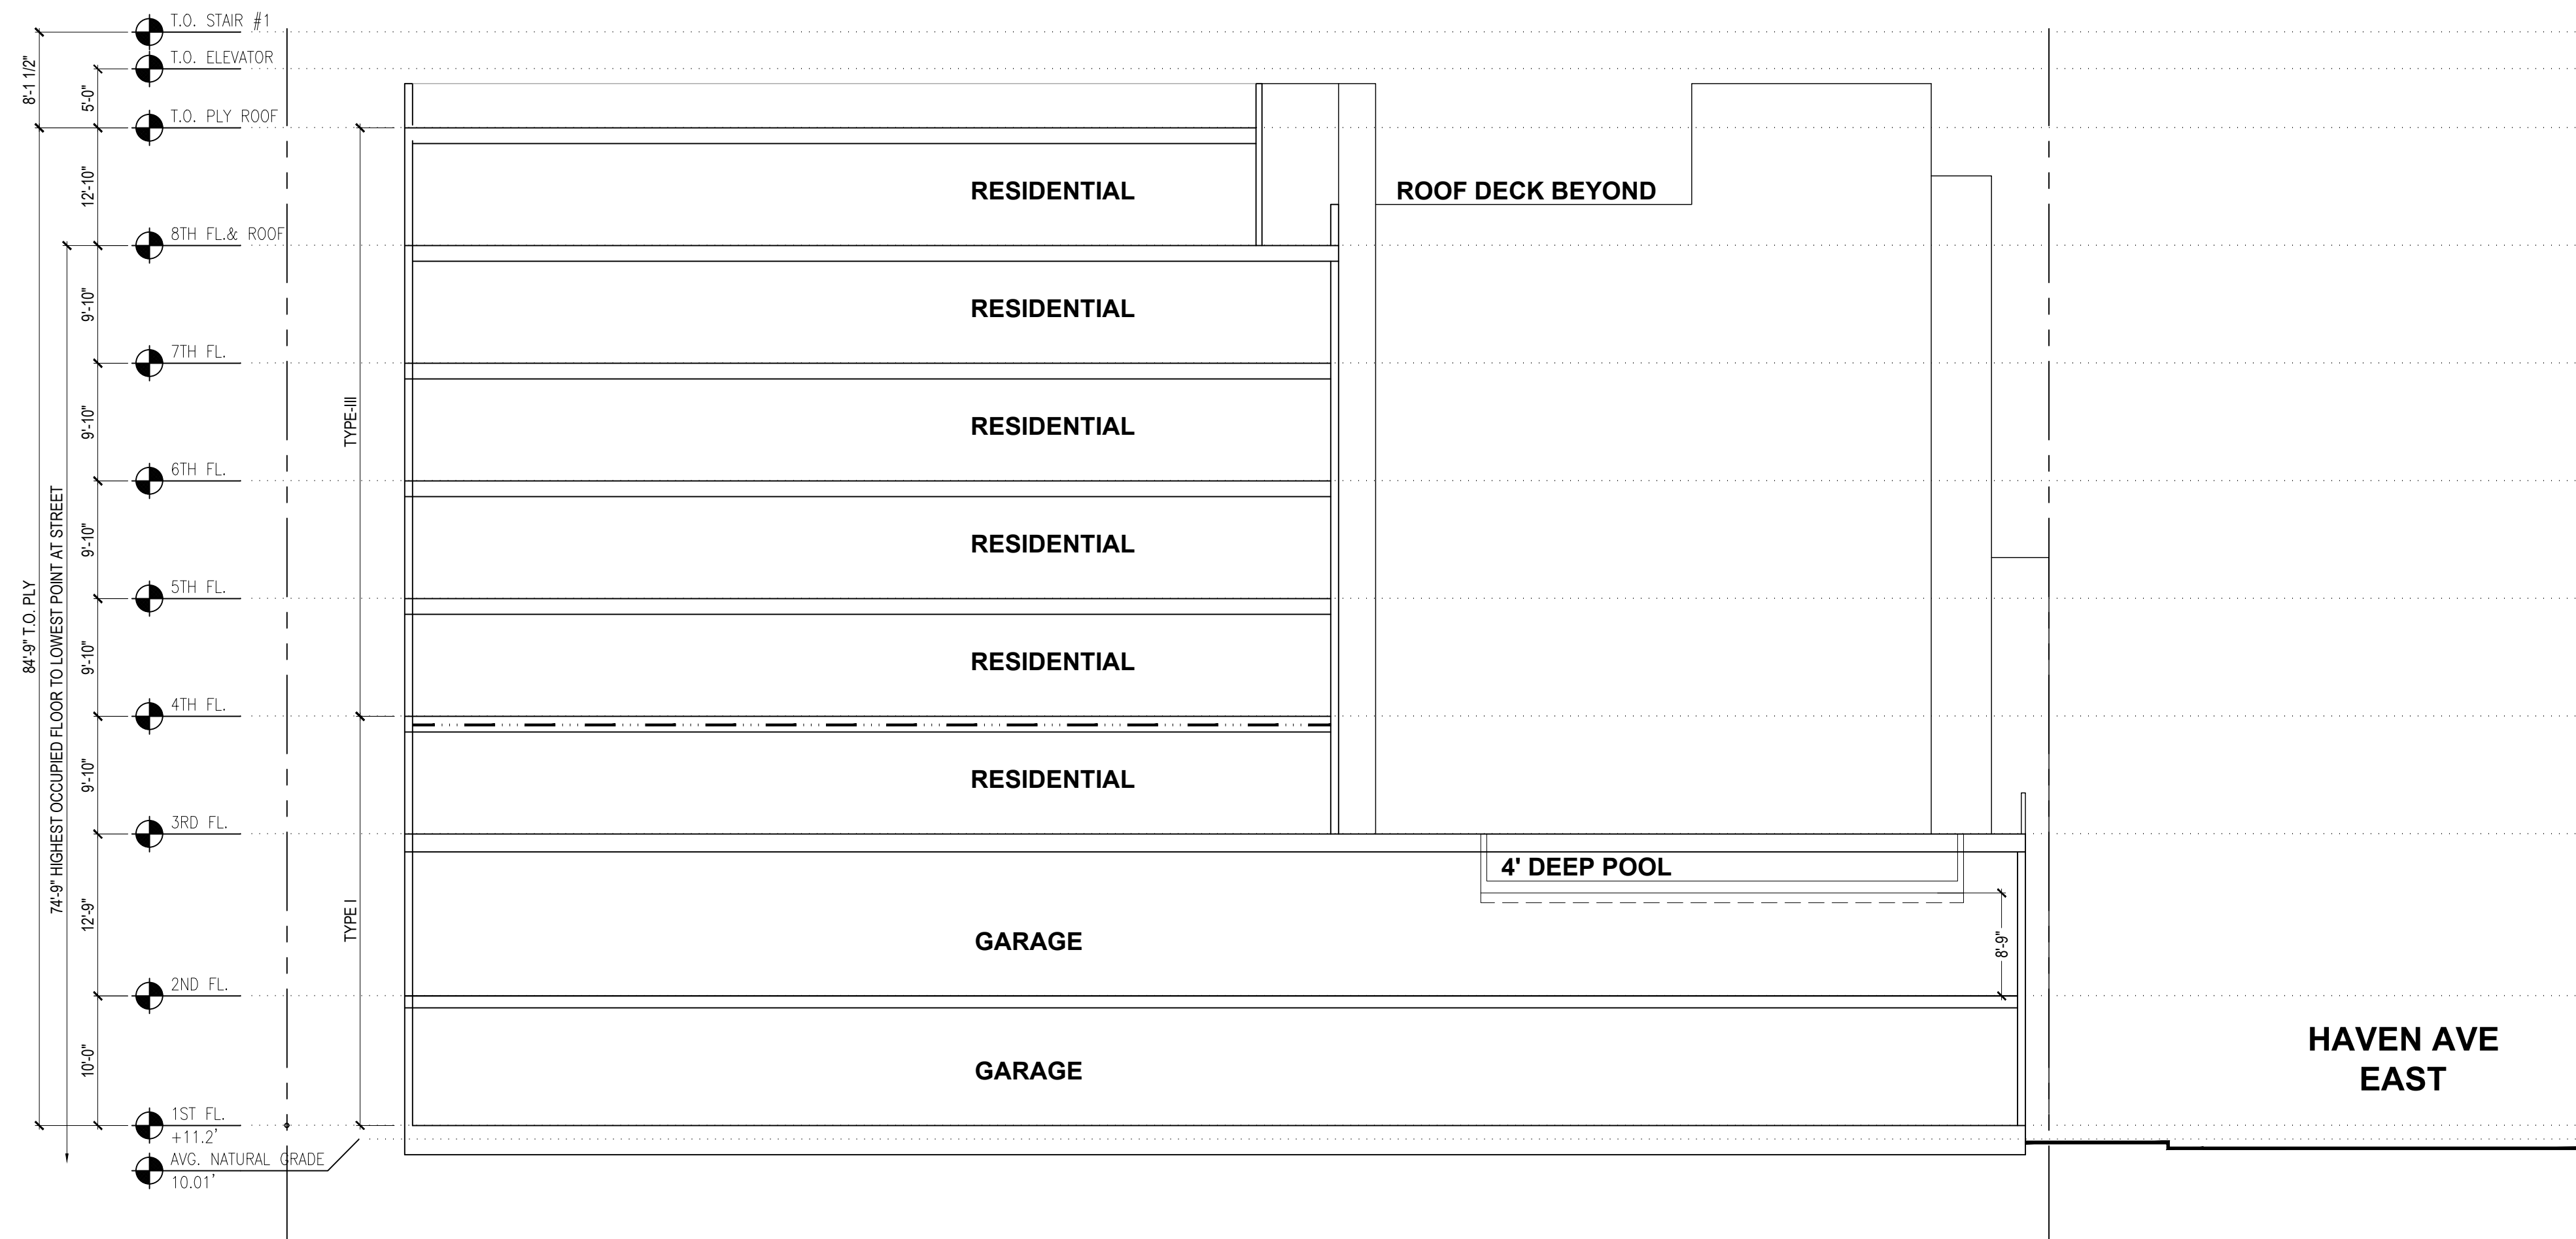 T.O. STAIR #1
T.O. ELEVATOR
T.O. PLY ROOF
8TH FL.& ROOF
7TH FL.
6TH FL.
5TH FL.
4TH FL.
3RD FL.
2ND FL.
1ST FL.
+11.2'
AVG. NATURAL GRADE
10.01'
8'-1 1/2"
84'-9" T.O. PLY
74'-9" HIGHEST OCCUPIED FLOOR TO LOWEST POINT AT STREET
5'-0"
12'-10"
9'-10"
9'-10"
9'-10"
9'-10"
9'-10"
12'-9"
10'-0"
TYPE-III
TYPE I
RESIDENTIAL
RESIDENTIAL
RESIDENTIAL
RESIDENTIAL
RESIDENTIAL
RESIDENTIAL
GARAGE
GARAGE
ROOF DECK BEYOND
4' DEEP POOL
8'-9"
HAVEN AVE
EAST